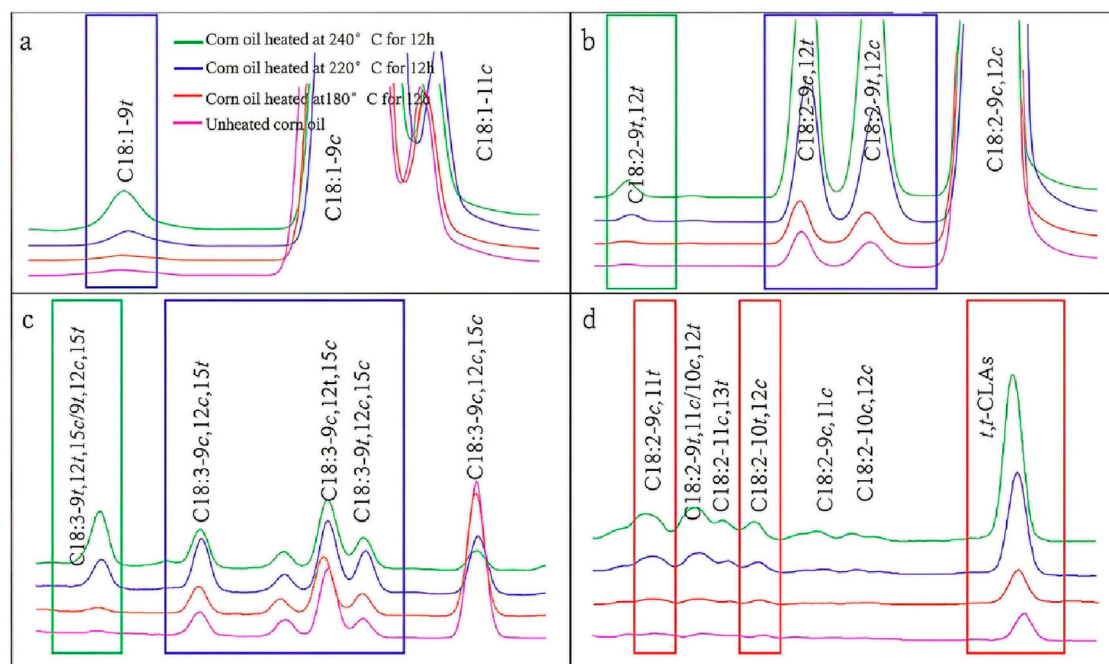 a
Corn oil heated at 240° C for 12h
Corn oil heated at 220° C for 12h
Corn oil heated at180° C for 12h
Unheated corn oil
C18:1-9t
C18:1-9c
C18:1-11c
b
C18:2-9t,12t
C18:2-9c,12t
C18:2-9t,12c
C18:2-9c,12c
c
C18:3-9t,12t,15c/9t,12c,15t
C18:3-9c,12c,15t
C18:3-9c,12t,15c
C18:3-9t,12c,15c
C18:3-9c,12c,15c
d
C18:2-9c,11t
C18:2-9t,11c/10c,12t
C18:2-11c,13t
C18:2-10t,12c
C18:2-9c,11c
C18:2-10c,12c
t,t-CLAs